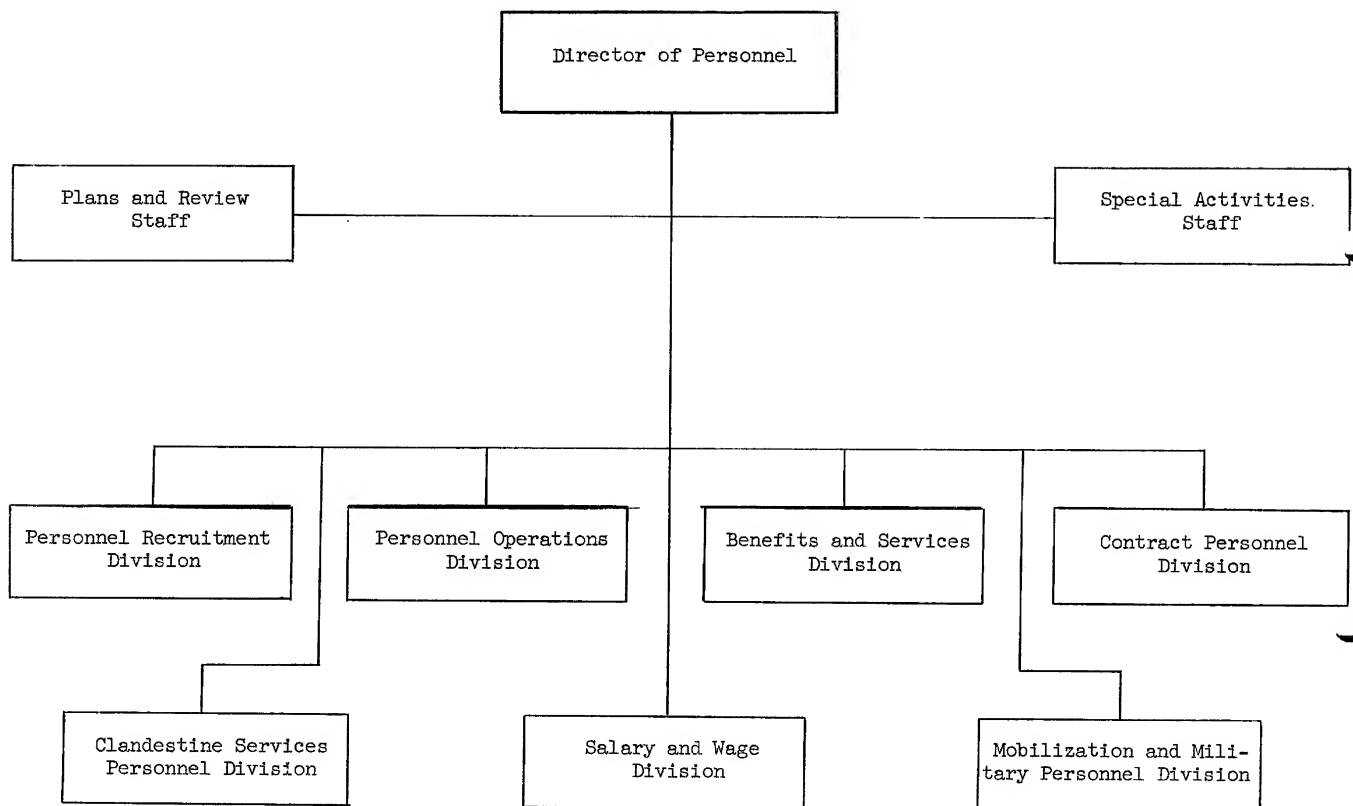 Director of Personnel
Plans and Review
Staff
Special Activities.
Staff
Personnel Recruitment
Division
Personnel Operations
Division
Benefits and Services
Division
Contract Personnel
Division
Clandestine Services
Personnel Division
Salary and Wage
Division
Mobilization and Mili-
tary Personnel Division